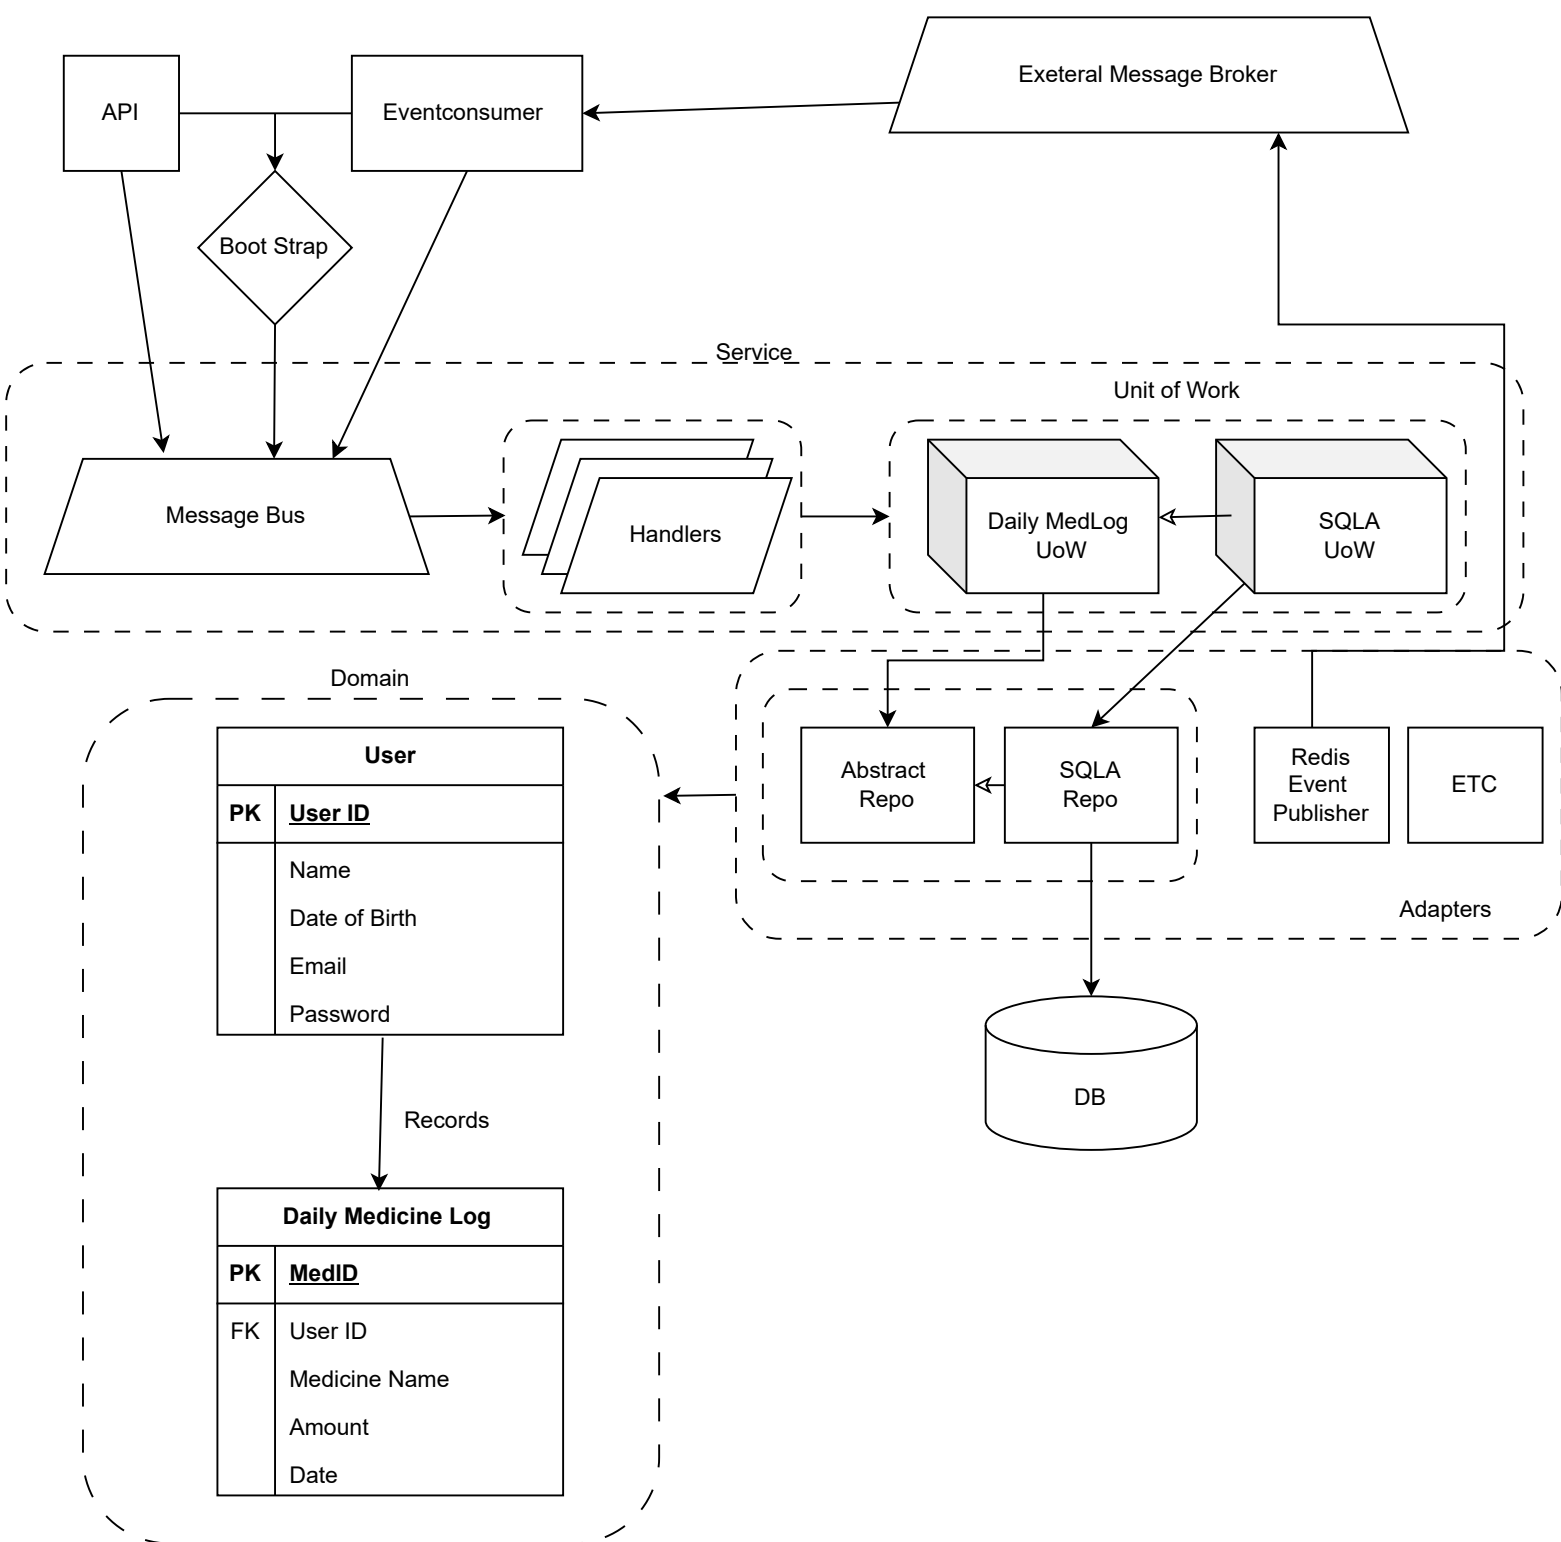 Exeteral Message Broker
API
Eventconsumer
Boot Strap
Service
Unit of Work
Message Bus
Handlers
Daily MedLog
UoW
SQLA
UoW
Domain
User
PK
User ID
Name
Date of Birth
Email
Password
Abstract
Repo
SQLA
Repo
Redis
Event
Publisher
ETC
Adapters
DB
Records
Daily Medicine Log
PK
MedID
FK
User ID
Medicine Name
Amount
Date